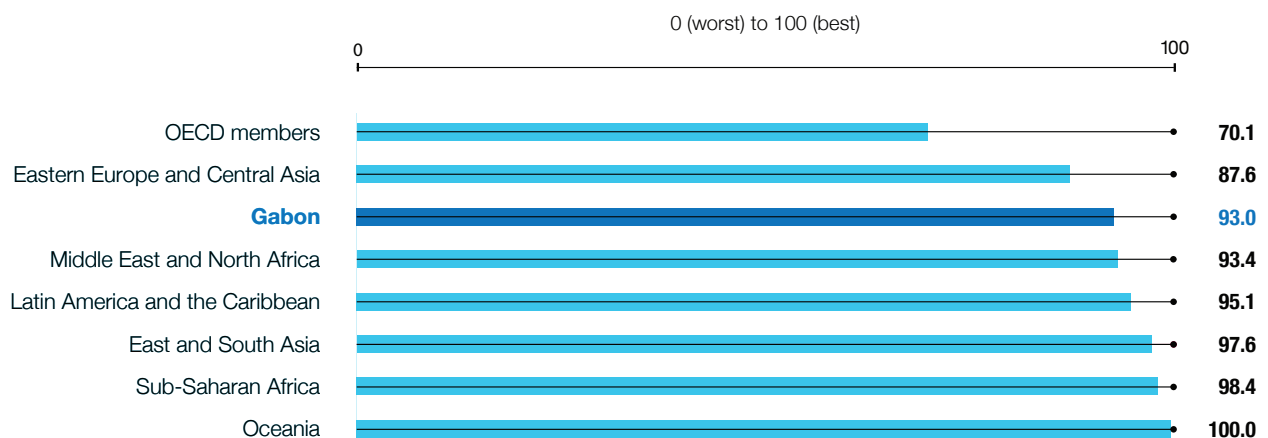 0 (worst) to 100 (best)
0 100
OECD members 70.1
Eastern Europe and Central Asia 87.6
Gabon 93.0
Middle East and North Africa 93.4
Latin America and the Caribbean 95.1
East and South Asia 97.6
Sub-Saharan Africa 98.4
Oceania 100.0